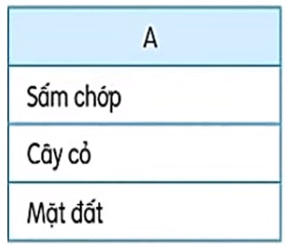 A
Sấm chớp
Cây cỏ
Mặt đất